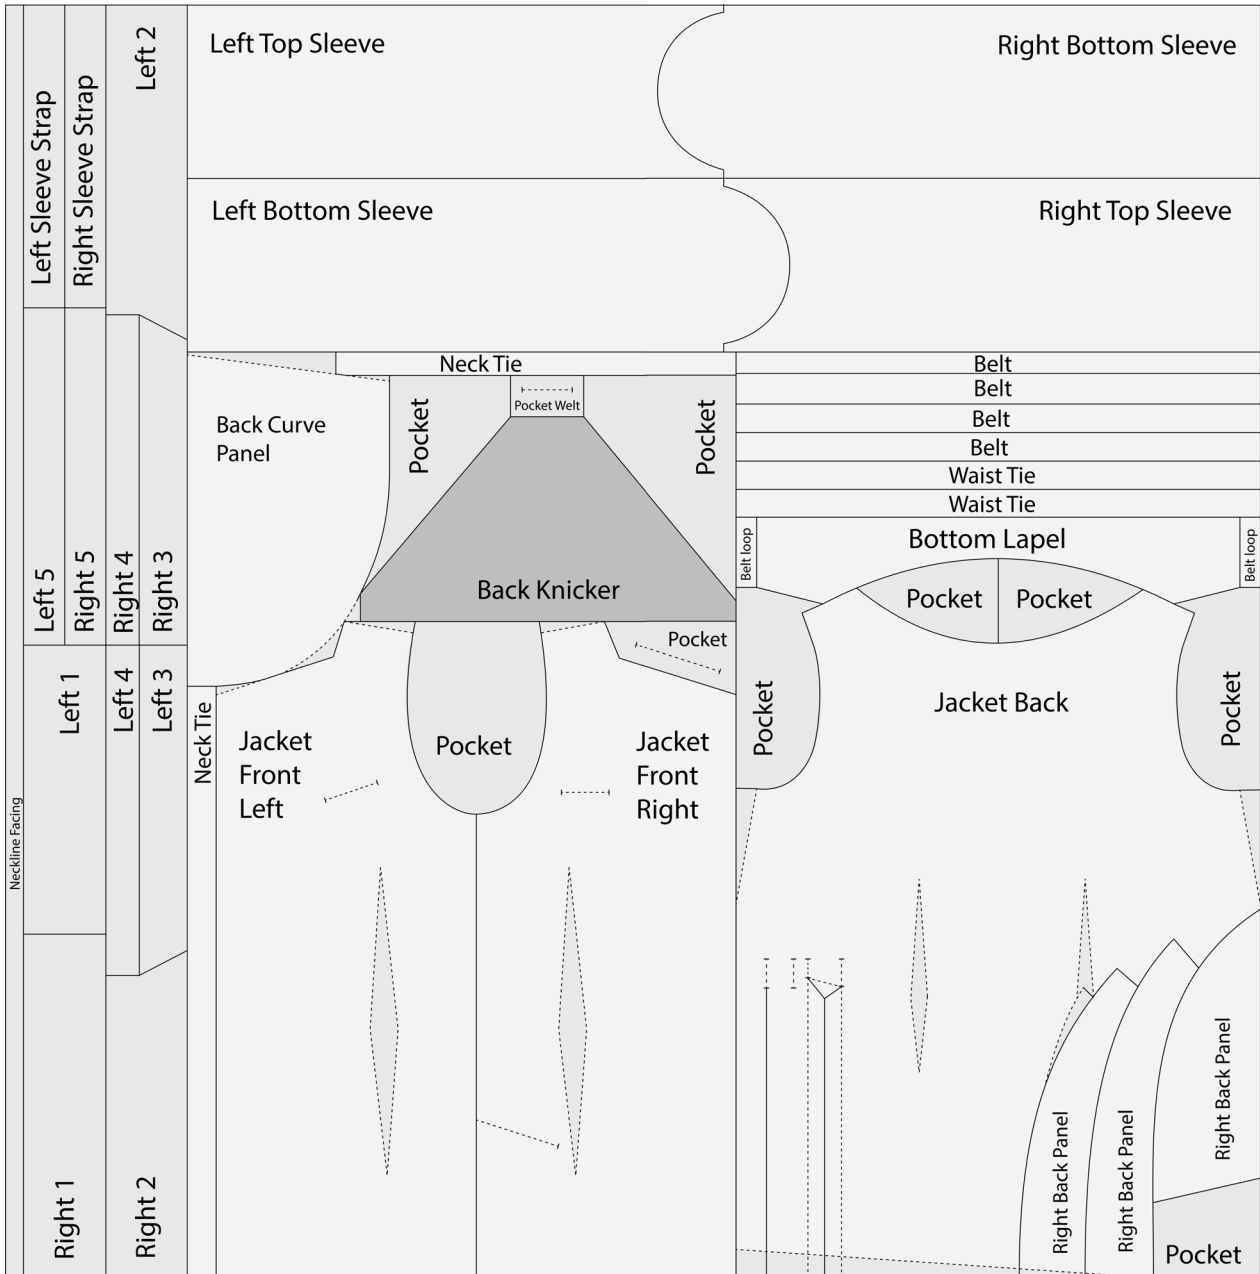 Left Top Sleeve
Right Bottom Sleeve
Left 2
Left Sleeve Strap
Right Sleeve Strap
Left Bottom Sleeve
Right Top Sleeve
Neck Tie
Belt
Belt
Belt
Belt
Waist Tie
Waist Tie
Pocket Welt
Pocket
Pocket
Back Curve
Panel
Belt loop
Bottom Lapel
Belt loop
Left 5
Right 5
Right 4
Right 3
Back Knicker
Pocket
Pocket
Pocket
Left 1
Left 4
Left 3
Neck Tie
Jacket
Front
Left
Pocket
Jacket
Front
Right
Pocket
Jacket Back
Pocket
Neckline Facing
Right 1
Right 2
Right Back Panel
Right Back Panel
Right Back Panel
Pocket